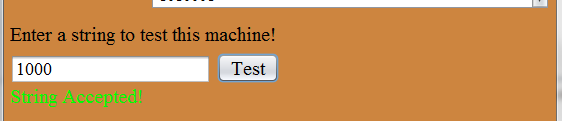 Enter a string to test this machine!
1000 Test
String Accepted!